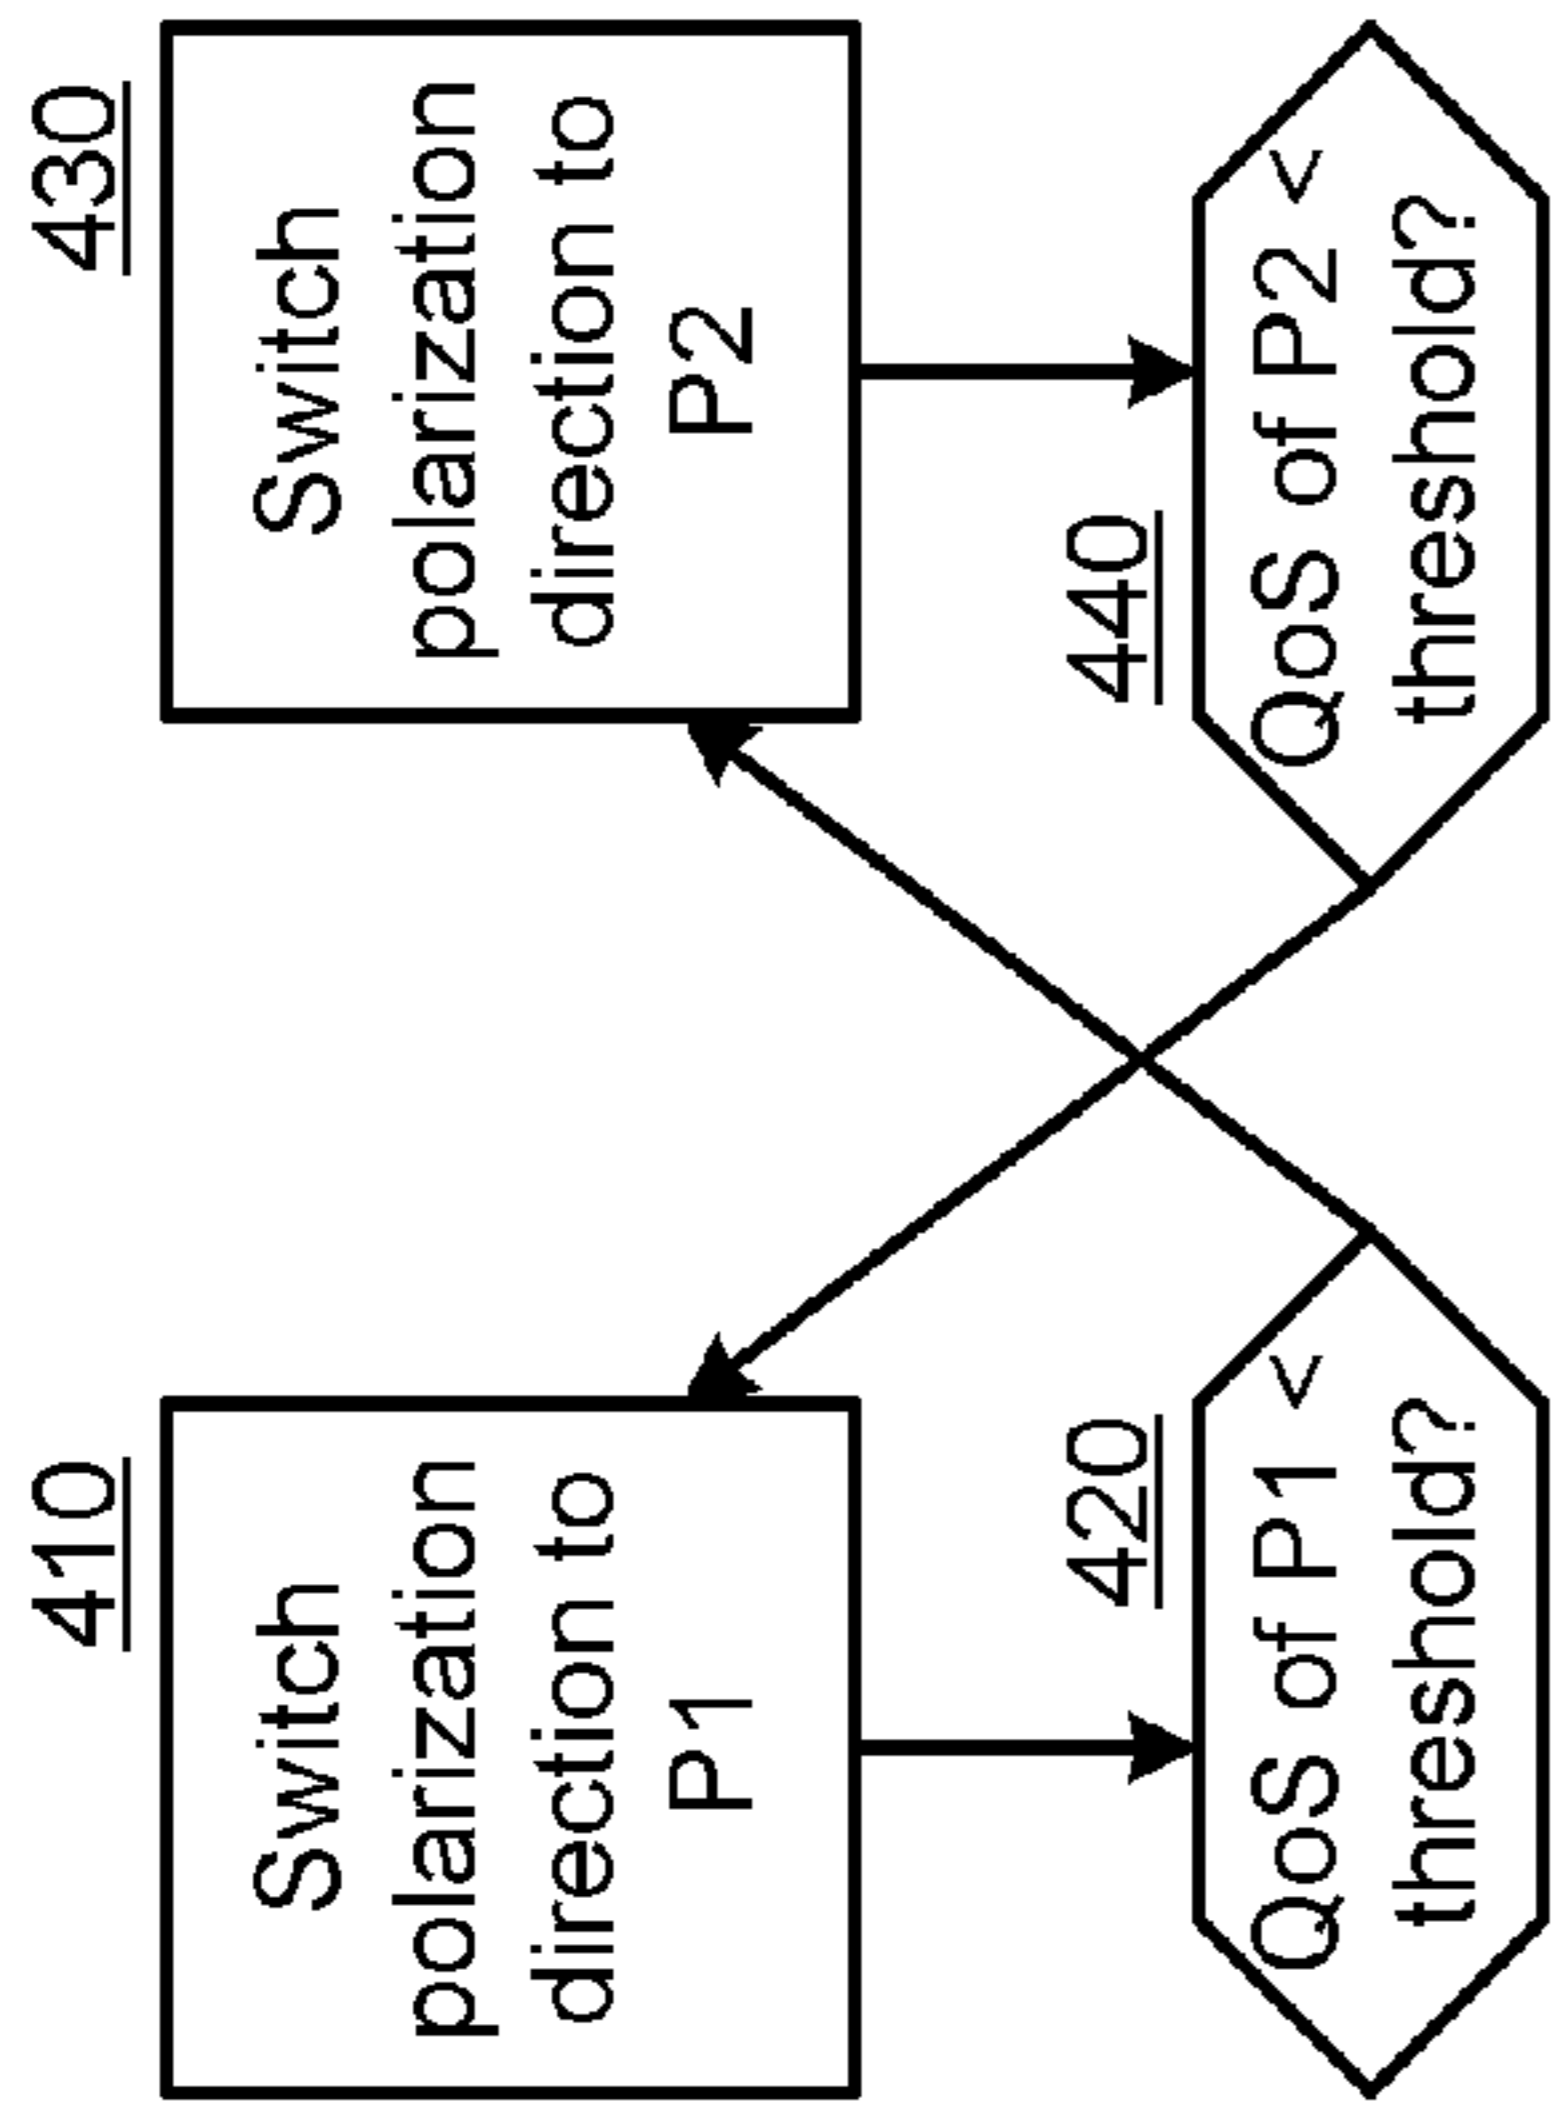 410
Switch
polarization
direction to
P1
420
QoS of P1 <
threshold?
430
Switch
polarization
direction to
P2
440
QoS of P2 <
threshold?